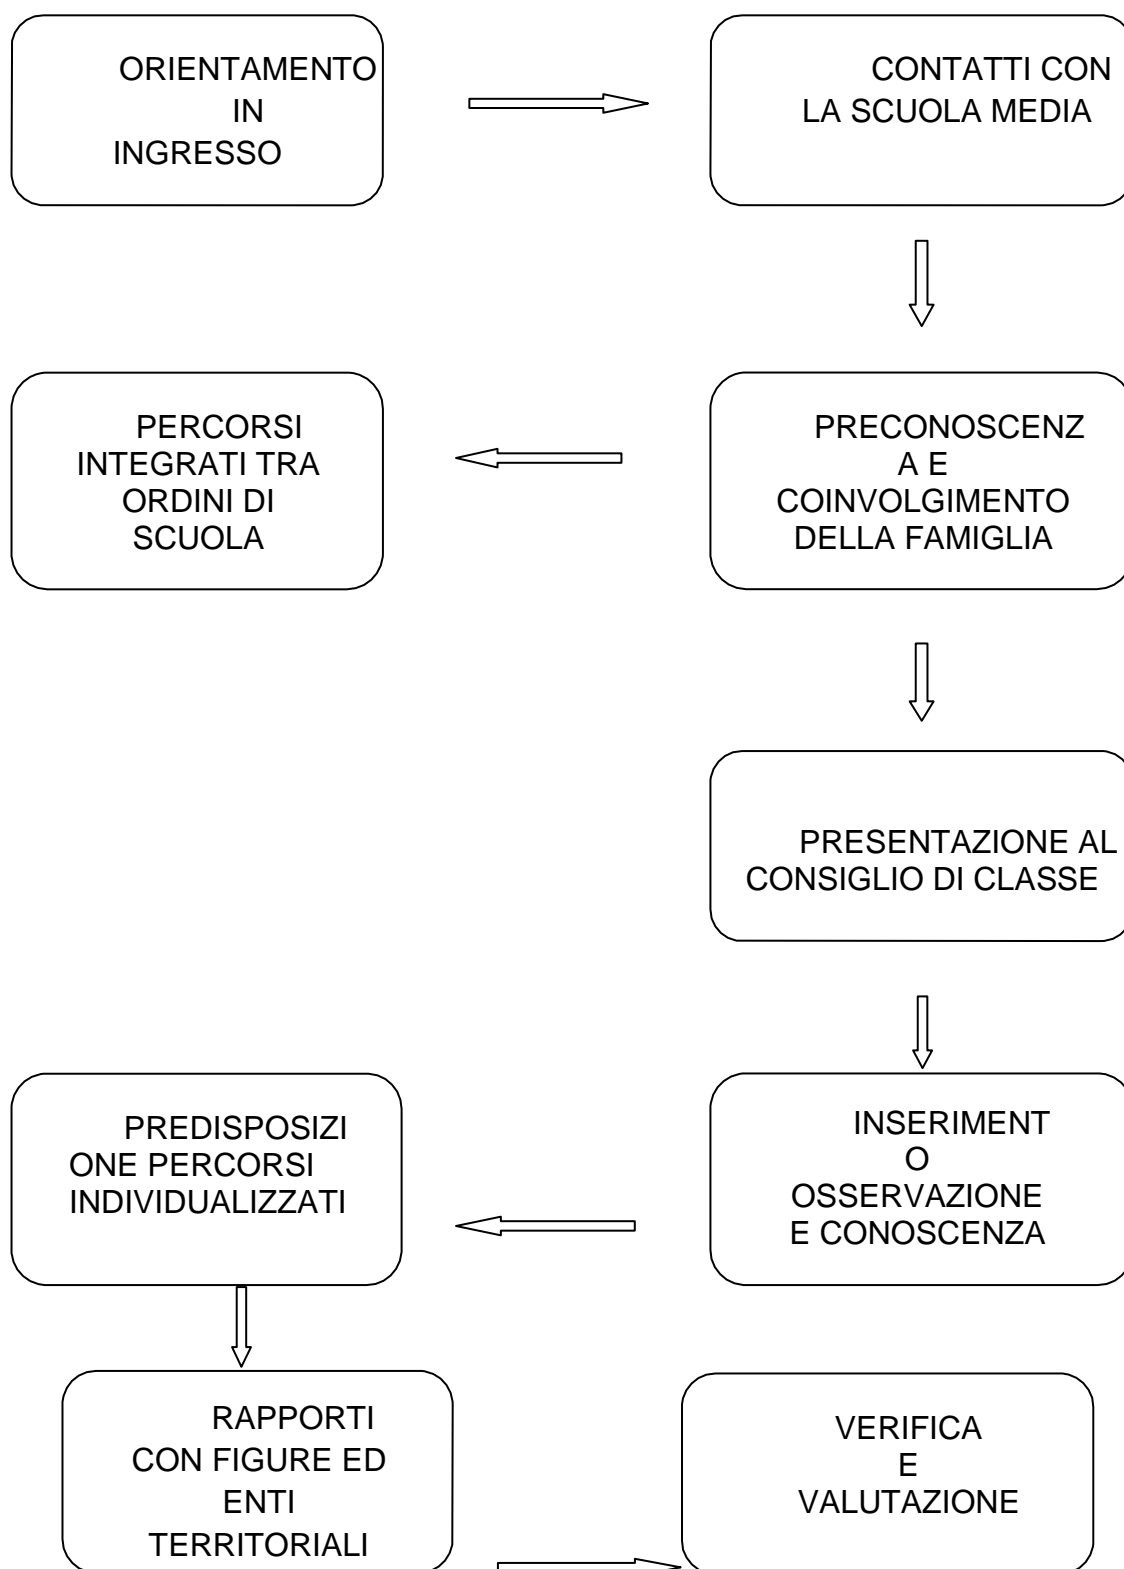 ORIENTAMENTO
IN
INGRESSO
CONTATTI CON
LA SCUOLA MEDIA
PERCORSI
INTEGRATI TRA
ORDINI DI
SCUOLA
PRECONOSCENZ
A E
COINVOLGIMENTO
DELLA FAMIGLIA
PRESENTAZIONE AL
CONSIGLIO DI CLASSE
PREDISPOSIZI
ONE PERCORSI
INDIVIDUALIZZATI
INSERIMENT
O
OSSERVAZIONE
E CONOSCENZA
RAPPORTI
CON FIGURE ED
ENTI
TERRITORIALI
VERIFICA
E
VALUTAZIONE